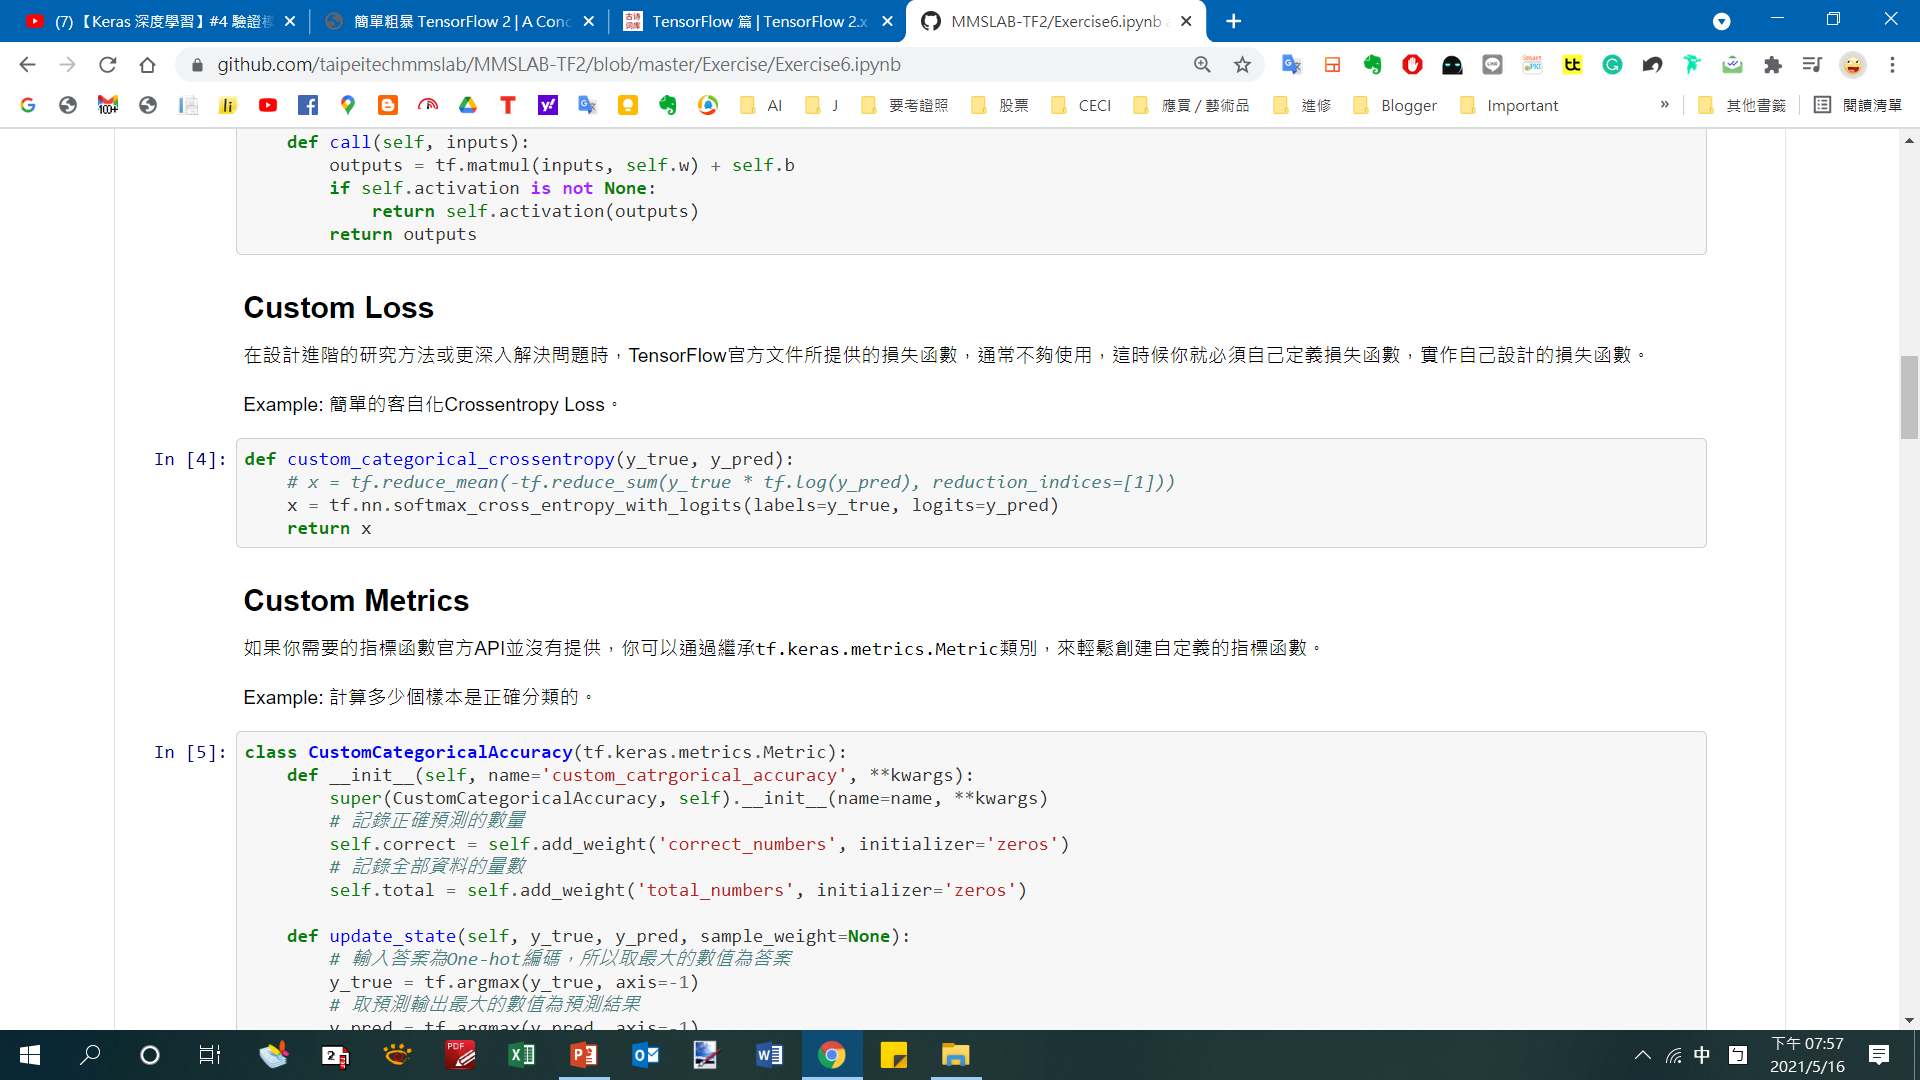 (7)【Keras 深度學習】#4 驗證模
簡單粗暴 TensorFlow 2 | A Conc
TensorFlow 篇 | TensorFlow 2.x
MMSLAB-TF2/Exercise6.ipynb a
github.com/taipeitechmmslab/MMSLAB-TF2/blob/master/Exercise/Exercise6.ipynb
AI J 要考證照 股票 CECI 應買 / 藝術品 進修 Blogger Important » 其他書籤 閱讀清單
def call(self, inputs):
outputs = tf.matmul(inputs, self.w) + self.b
if self.activation is not None:
return self.activation(outputs)
return outputs
Custom Loss
在設計進階的研究方法或更深入解決問題時，TensorFlow官方文件所提供的損失函數，通常不夠使用，這時候你就必須自己定義損失函數，實作自己設計的損失函數。
Example: 簡單的客自化Crossentropy Loss。
In [4]:
def custom_categorical_crossentropy(y_true, y_pred):
# x = tf.reduce_mean(-tf.reduce_sum(y_true * tf.log(y_pred), reduction_indices=[1]))
x = tf.nn.softmax_cross_entropy_with_logits(labels=y_true, logits=y_pred)
return x
Custom Metrics
如果你需要的指標函數官方API並沒有提供，你可以通過繼承tf.keras.metrics.Metric類別，來輕鬆創建自定義的指標函數。
Example: 計算多少個樣本是正確分類的。
In [5]:
class CustomCategoricalAccuracy(tf.keras.metrics.Metric):
def __init__(self, name='custom_catrgorical_accuracy', **kwargs):
super(CustomCategoricalAccuracy, self).__init__(name=name, **kwargs)
# 記錄正確預測的數量
self.correct = self.add_weight('correct_numbers', initializer='zeros')
# 記錄全部資料的量數
self.total = self.add_weight('total_numbers', initializer='zeros')
def update_state(self, y_true, y_pred, sample_weight=None):
# 輸入答案為One-hot編碼，所以取最大的數值為答案
y_true = tf.argmax(y_true, axis=-1)
# 取預測輸出最大的數值為預測結果
y_pred = tf.argmax(y_pred, axis=-1)
中
下午 07:57
2021/5/16